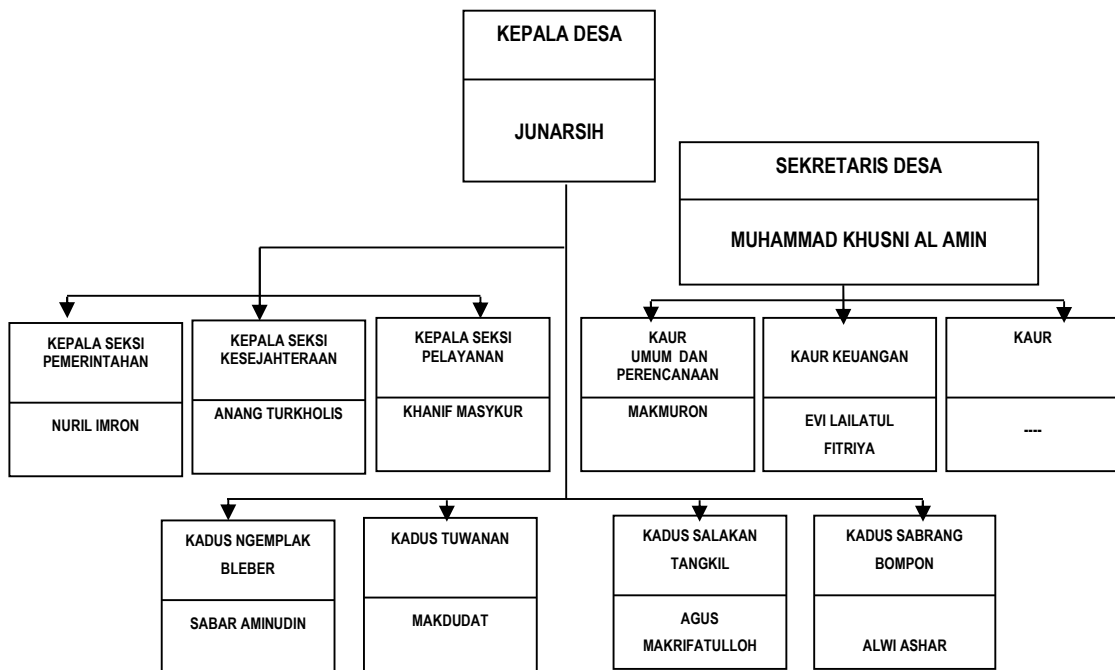 KEPALA DESA
JUNARSIH
SEKRETARIS DESA
MUHAMMAD KHUSNI AL AMIN
KEPALA SEKSI
PEMERINTAHAN
NURIL IMRON
KEPALA SEKSI
KESEJAHTERAAN
ANANG TURKHOLIS
KEPALA SEKSI
PELAYANAN
KHANIF MASYKUR
KAUR
UMUM DAN
PERENCANAAN
MAKMURON
KAUR KEUANGAN
EVI LAILATUL
FITRIYA
KAUR
----
KADUS NGEMPLAK
BLEBER
SABAR AMINUDIN
KADUS TUWANAN
MAKDUDAT
KADUS SALAKAN
TANGKIL
AGUS
MAKRIFATULLOH
KADUS SABRANG
BOMPON
ALWI ASHAR